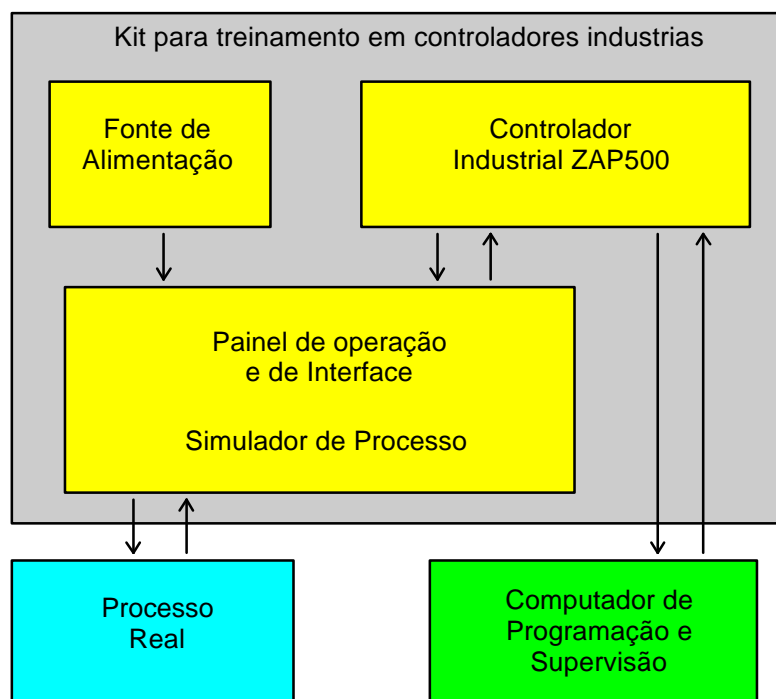 Kit para treinamento em controladores industrias
Fonte de
Alimentação
Controlador
Industrial ZAP500
Painel de operação
e de Interface
Simulador de Processo
Processo
Real
Computador de
Programação e
Supervisão